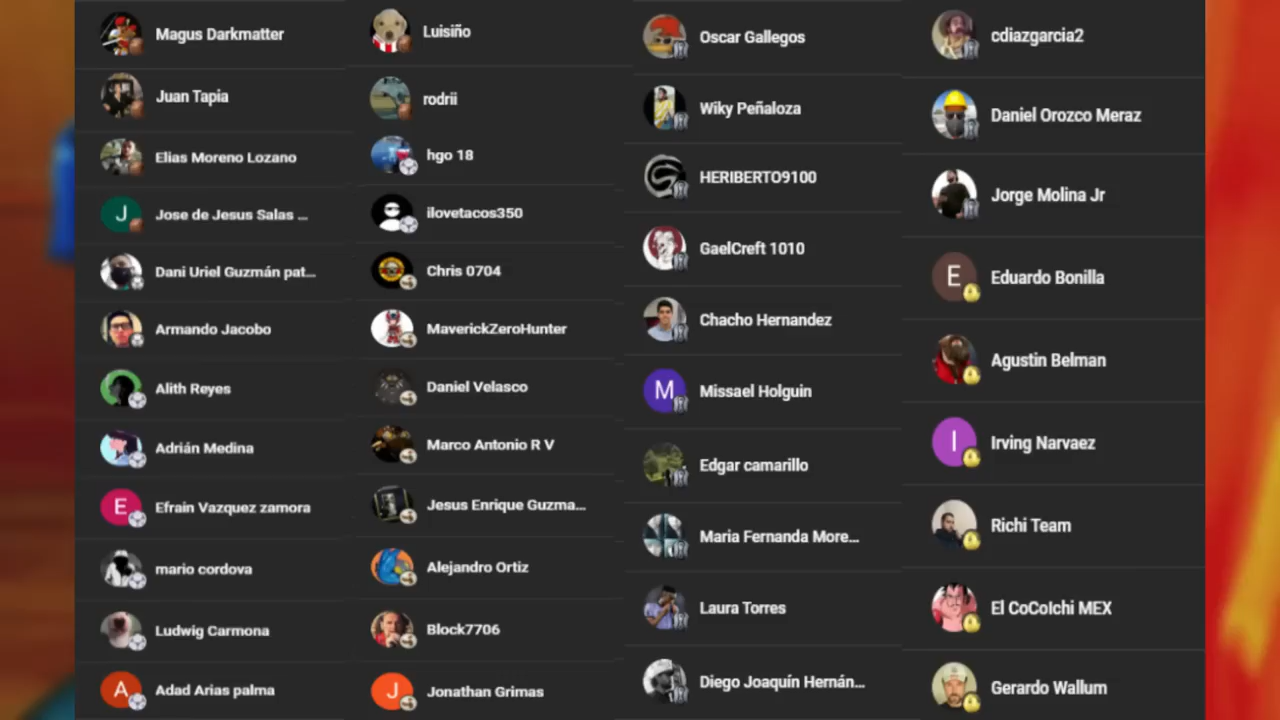 Magus Darkmatter
Juan Tapia
Elias Moreno Lozano
J
Jose de Jesus Salas ...
Dani Uriel Guzmán pat...
Armando Jacobo
Alith Reyes
Adrián Medina
E
Efrain Vazquez zamora
mario cordova
Ludwig Carmona
A
Adad Arias palma
Luisiño
rodrii
hgo 18
ilovetacos350
Chris 0704
MaverickZeroHunter
Daniel Velasco
Marco Antonio R V
Jesus Enrique Guzma...
Alejandro Ortiz
Block7706
J
Jonathan Grimas
Oscar Gallegos
Wiky Peñaloza
HERIBERTO9100
GaelCreft 1010
Chacho Hernandez
M
Missael Holguin
Edgar camarillo
Maria Fernanda More...
Laura Torres
Diego Joaquín Hernán...
cdiazgarcia2
Daniel Orozco Meraz
Jorge Molina Jr
E
Eduardo Bonilla
Agustin Belman
I
Irving Narvaez
Richi Team
El CoColchi MEX
Gerardo Wallum